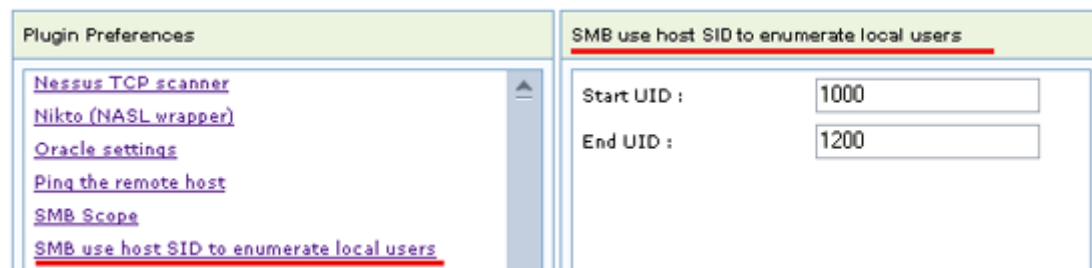 Plugin Preferences
Nessus TCP scanner
Nikto (NASL wrapper)
Oracle settings
Ping the remote host
SMB Scope
SMB use host SID to enumerate local users
SMB use host SID to enumerate local users
Start UID : 1000
End UID : 1200